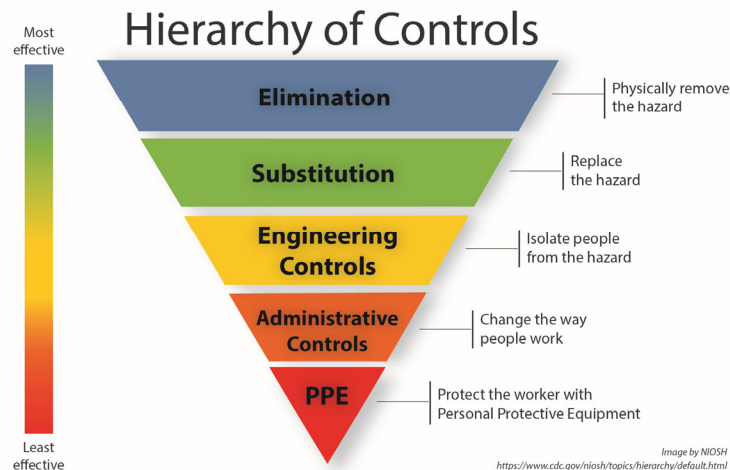 Hierarchy of Controls
Most
effective
Elimination
Physically remove
the hazard
Substitution
Replace
the hazard
Engineering
Controls
Isolate people
from the hazard
Administrative
Controls
Change the way
people work
PPE
Protect the worker with
Personal Protective Equipment
Least
effective
Image by NIOSH
https://www.cdc.gov/niosh/topics/hierarchy/default.html